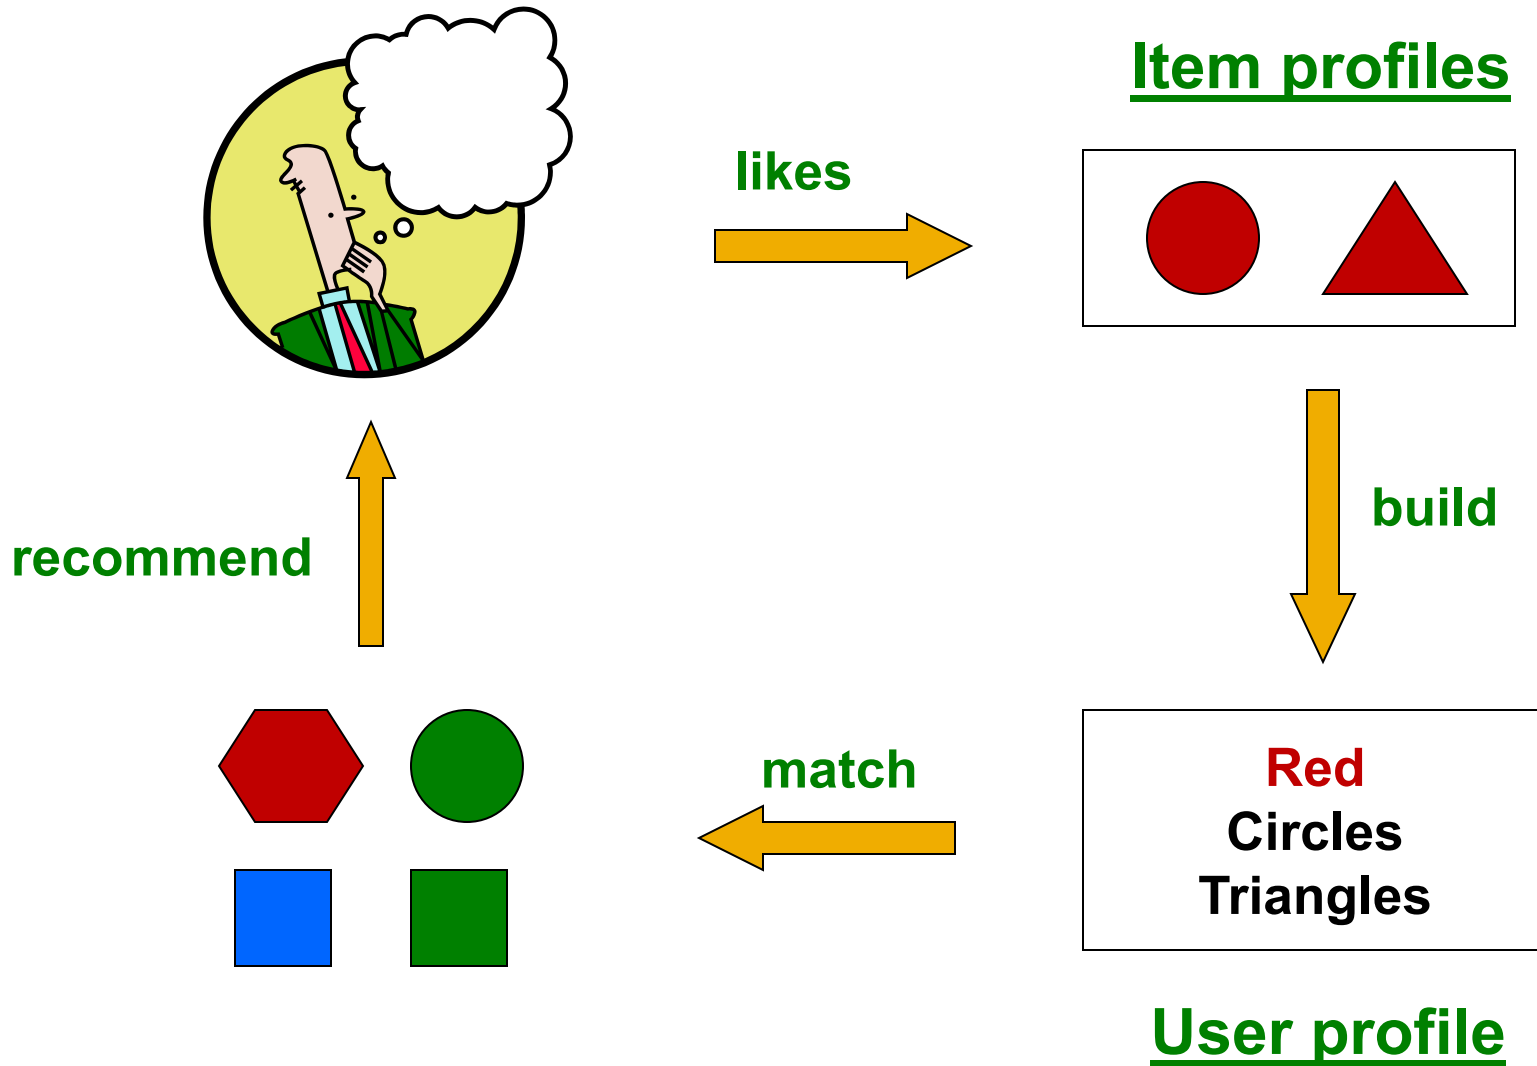 Item profiles
likes
build
recommend
match
Red
Circles
Triangles
User profile